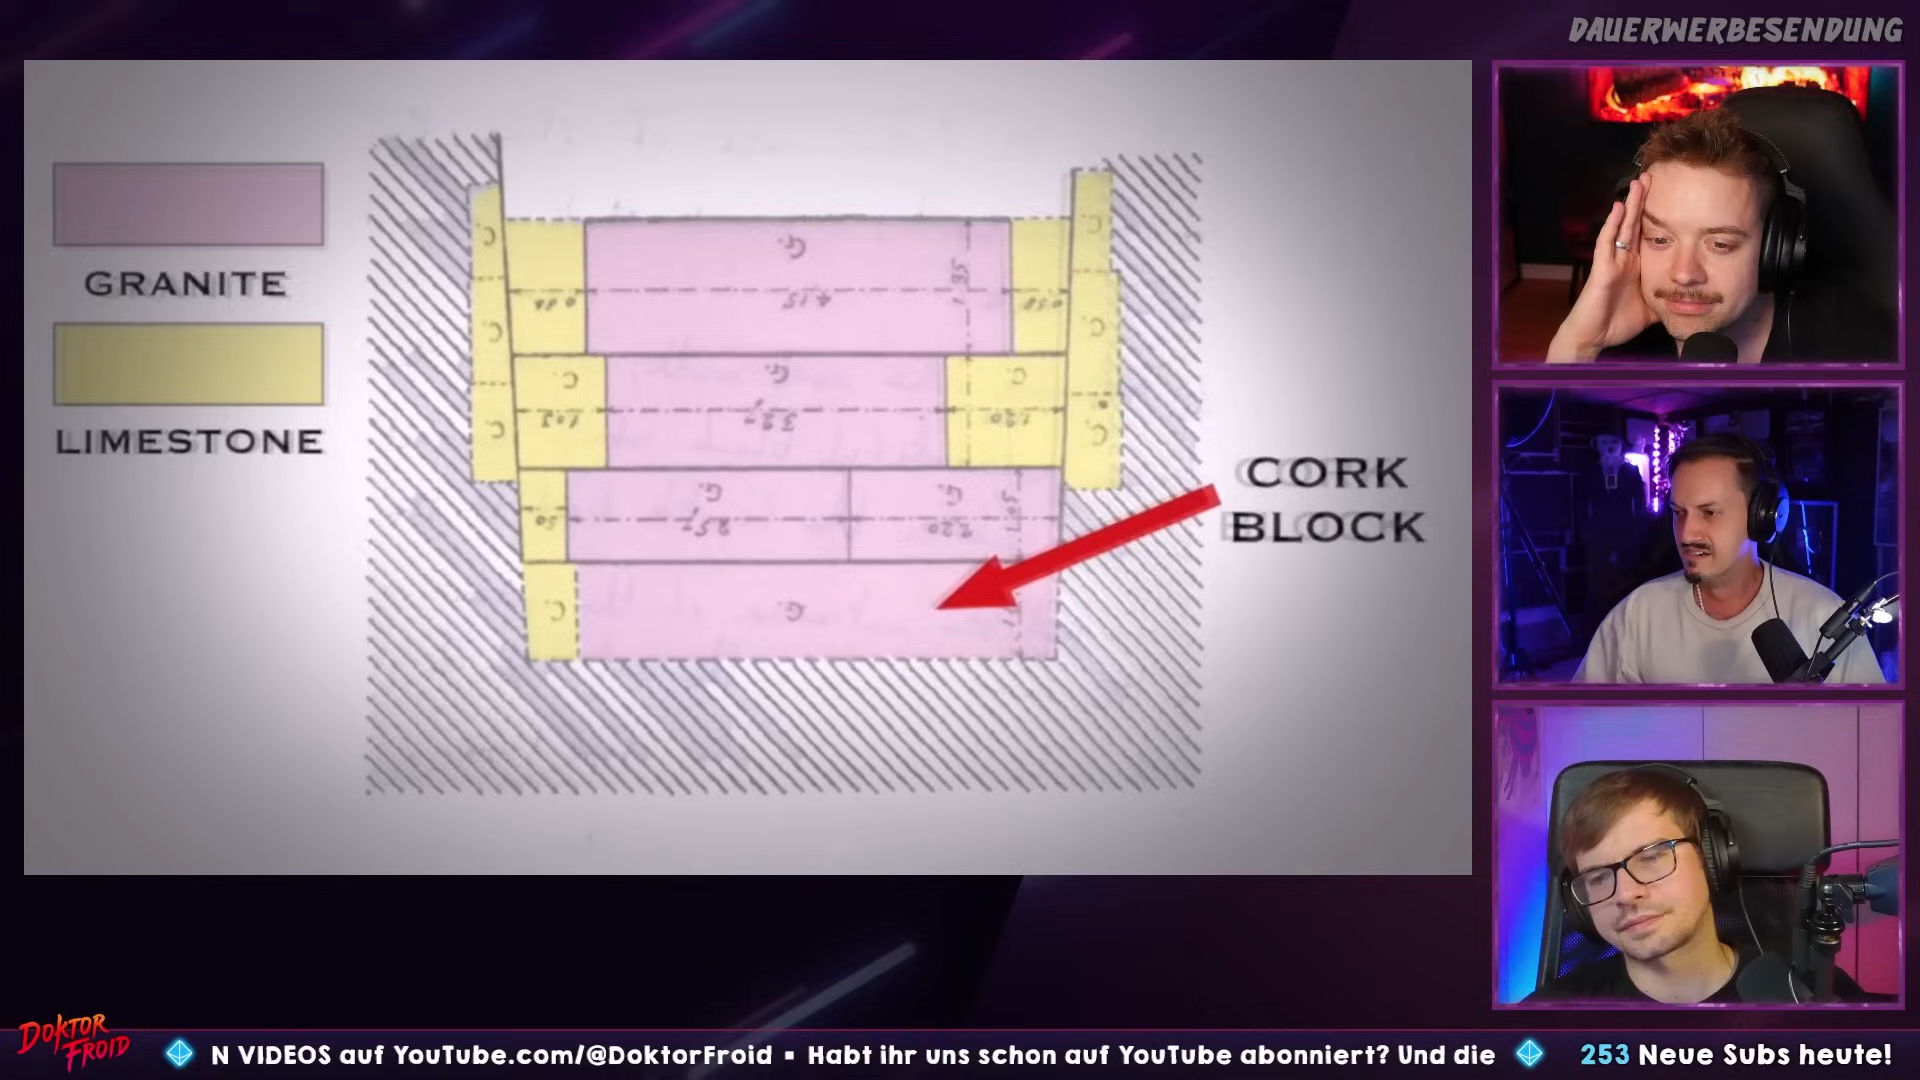 DAUERWERBESENDUNG
GRANITE
LIMESTONE
CORK
BLOCK
G.
C.
C.
G.
C.
C.
C.
C.
C.
C.
G.
G.
C.
G.
DOKTOR
FROID
N VIDEOS auf YouTube.com/@DoktorFroid ▪ Habt ihr uns schon auf YouTube abonniert? Und die
253 Neue Subs heute!